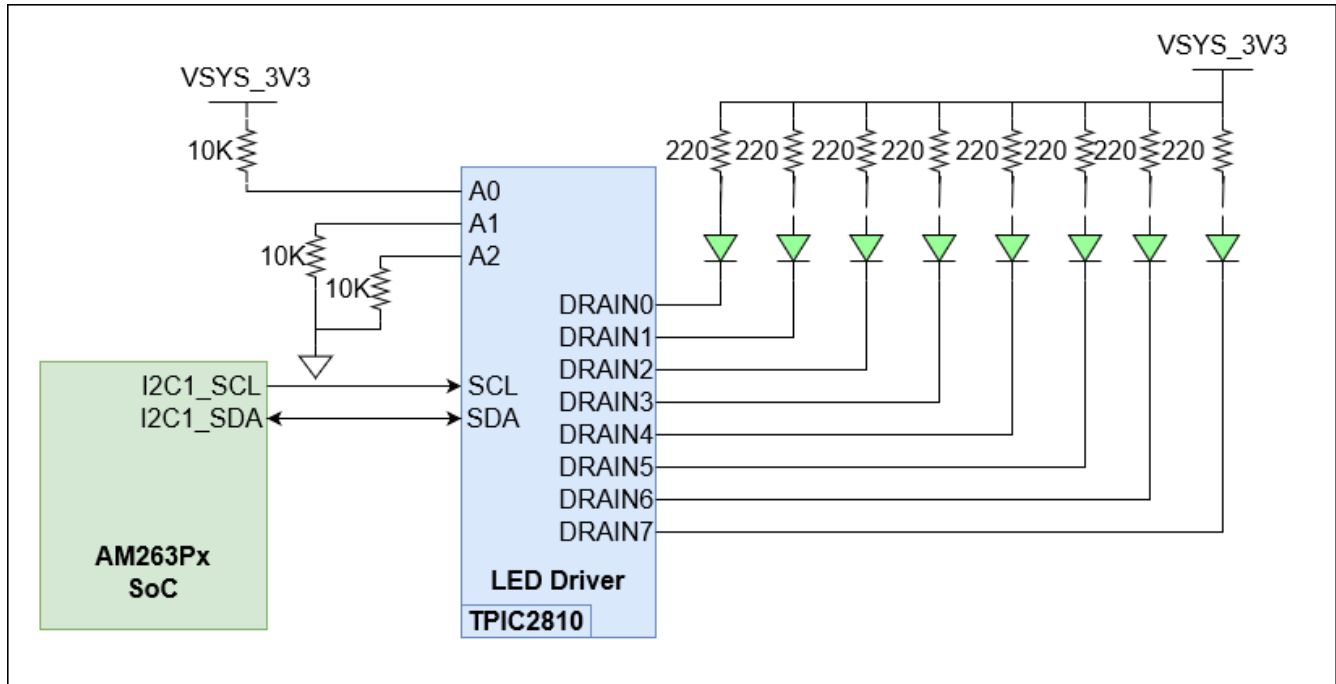 VSYS_3V3
VSYS_3V3
10K
220 220 220 220 220 220 220 220
A0
A1
10K
A2
10K
DRAIN0
DRAIN1
DRAIN2
DRAIN3
DRAIN4
DRAIN5
DRAIN6
DRAIN7
I2C1_SCL
SCL
I2C1_SDA
SDA
AM263Px
SoC
LED Driver
TPIC2810